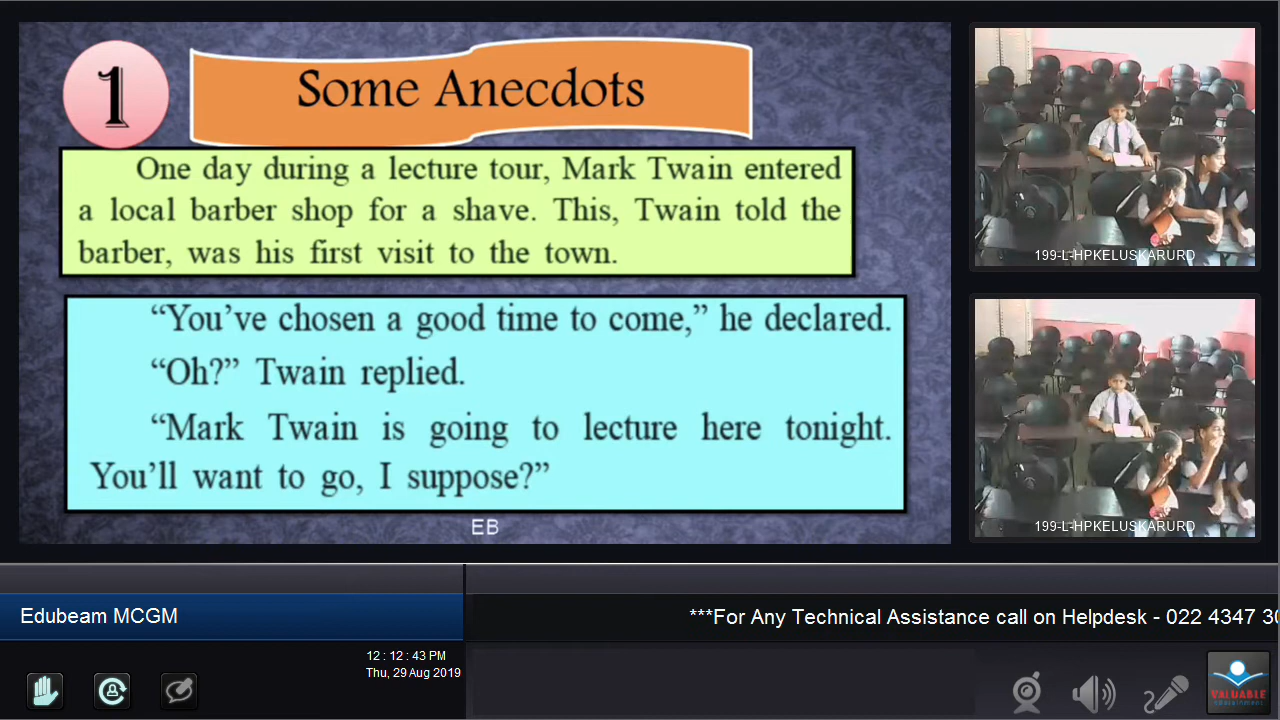 1
Some Anecdots
One day during a lecture tour, Mark Twain entered
a local barber shop for a shave. This, Twain told the
barber, was his first visit to the town.
“You’ve chosen a good time to come,” he declared.
“Oh?” Twain replied.
“Mark Twain is going to lecture here tonight.
You’ll want to go, I suppose?”
EB
199-L-HPKELUSKARURD
199-L-HPKELUSKARURD
Edubeam MCGM
***For Any Technical Assistance call on Helpdesk - 022 4347 30
12 : 12 : 43 PM
Thu, 29 Aug 2019
VALUABLE